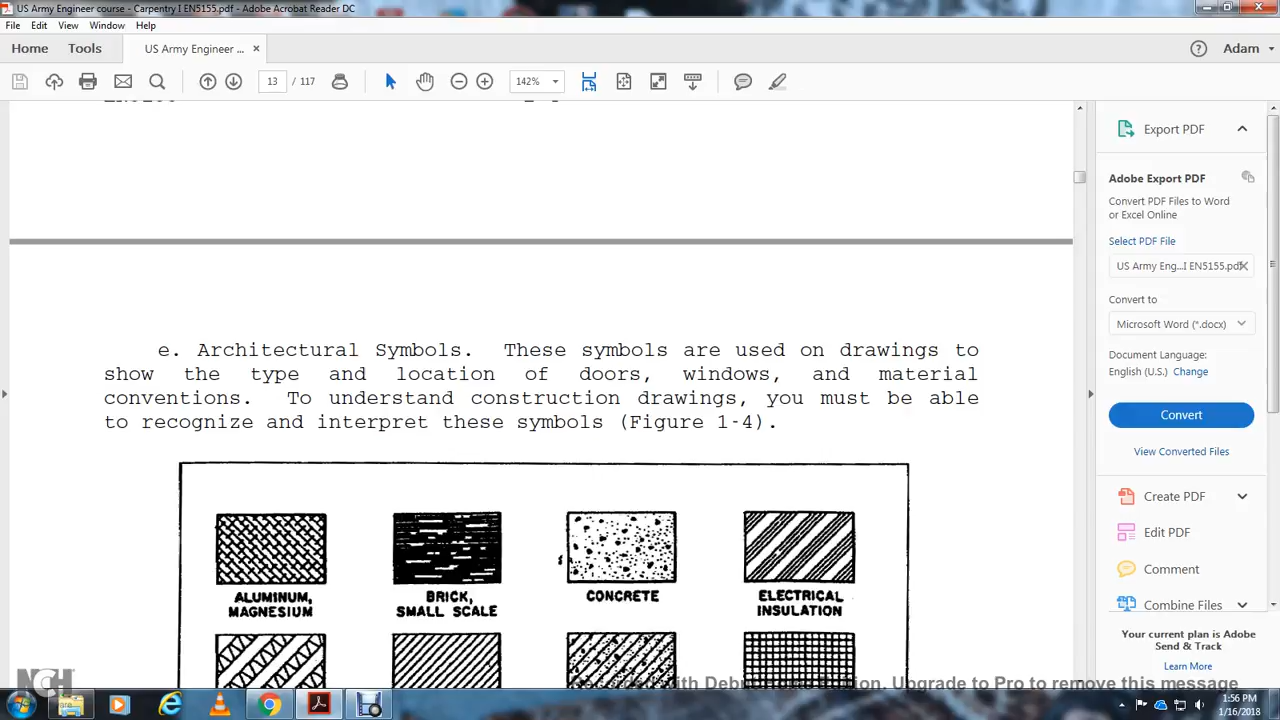 US Army Engineer course - Carpentry I EN5155.pdf - Adobe Acrobat Reader DC
File Edit View Window Help
Home Tools US Army Engineer ... × Adam
13 / 117 142%
Export PDF
Adobe Export PDF
Convert PDF Files to Word
or Excel Online
Select PDF File
US Army Eng...I EN5155.pdf
Convert to
Microsoft Word (*.docx)
Document Language:
English (U.S.) Change
Convert
View Converted Files
Create PDF
Edit PDF
Comment
Combine Files
Your current plan is Adobe
Send & Track
Learn More
e. Architectural Symbols. These symbols are used on drawings to
show the type and location of doors, windows, and material
conventions. To understand construction drawings, you must be able
to recognize and interpret these symbols (Figure 1-4).
ALUMINUM,
MAGNESIUM
BRICK,
SMALL SCALE
CONCRETE
ELECTRICAL
INSULATION
NCH
Upgrade to Pro to remove this message
1:56 PM
1/16/2018